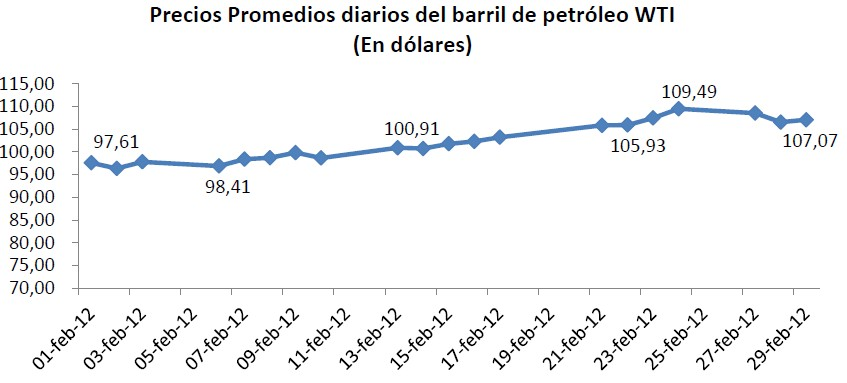 Precios Promedios diarios del barril de petróleo WTI
(En dólares)
115,00
110,00
105,00
100,00
95,00
90,00
85,00
80,00
75,00
70,00
97,61
98,41
100,91
105,93
109,49
107,07
01-feb-12
03-feb-12
05-feb-12
07-feb-12
09-feb-12
11-feb-12
13-feb-12
15-feb-12
17-feb-12
19-feb-12
21-feb-12
23-feb-12
25-feb-12
27-feb-12
29-feb-12